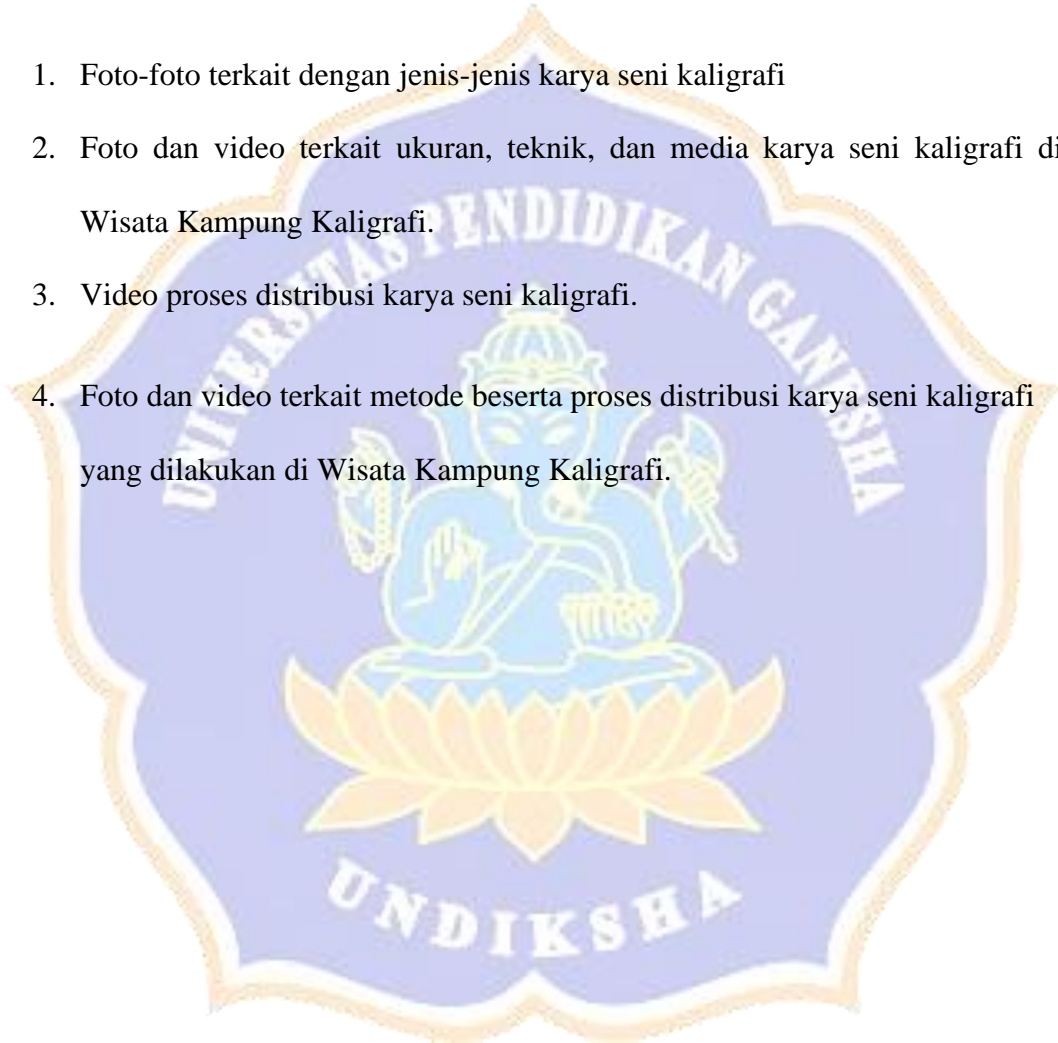 1. Foto-foto terkait dengan jenis-jenis karya seni kaligrafi
2. Foto dan video terkait ukuran, teknik, dan media karya seni kaligrafi di
Wisata Kampung Kaligrafi.
3. Video proses distribusi karya seni kaligrafi.
4. Foto dan video terkait metode beserta proses distribusi karya seni kaligrafi
yang dilakukan di Wisata Kampung Kaligrafi.
UNIVERSITAS PENDIDIKAN GANESHA
UNDIKSHA